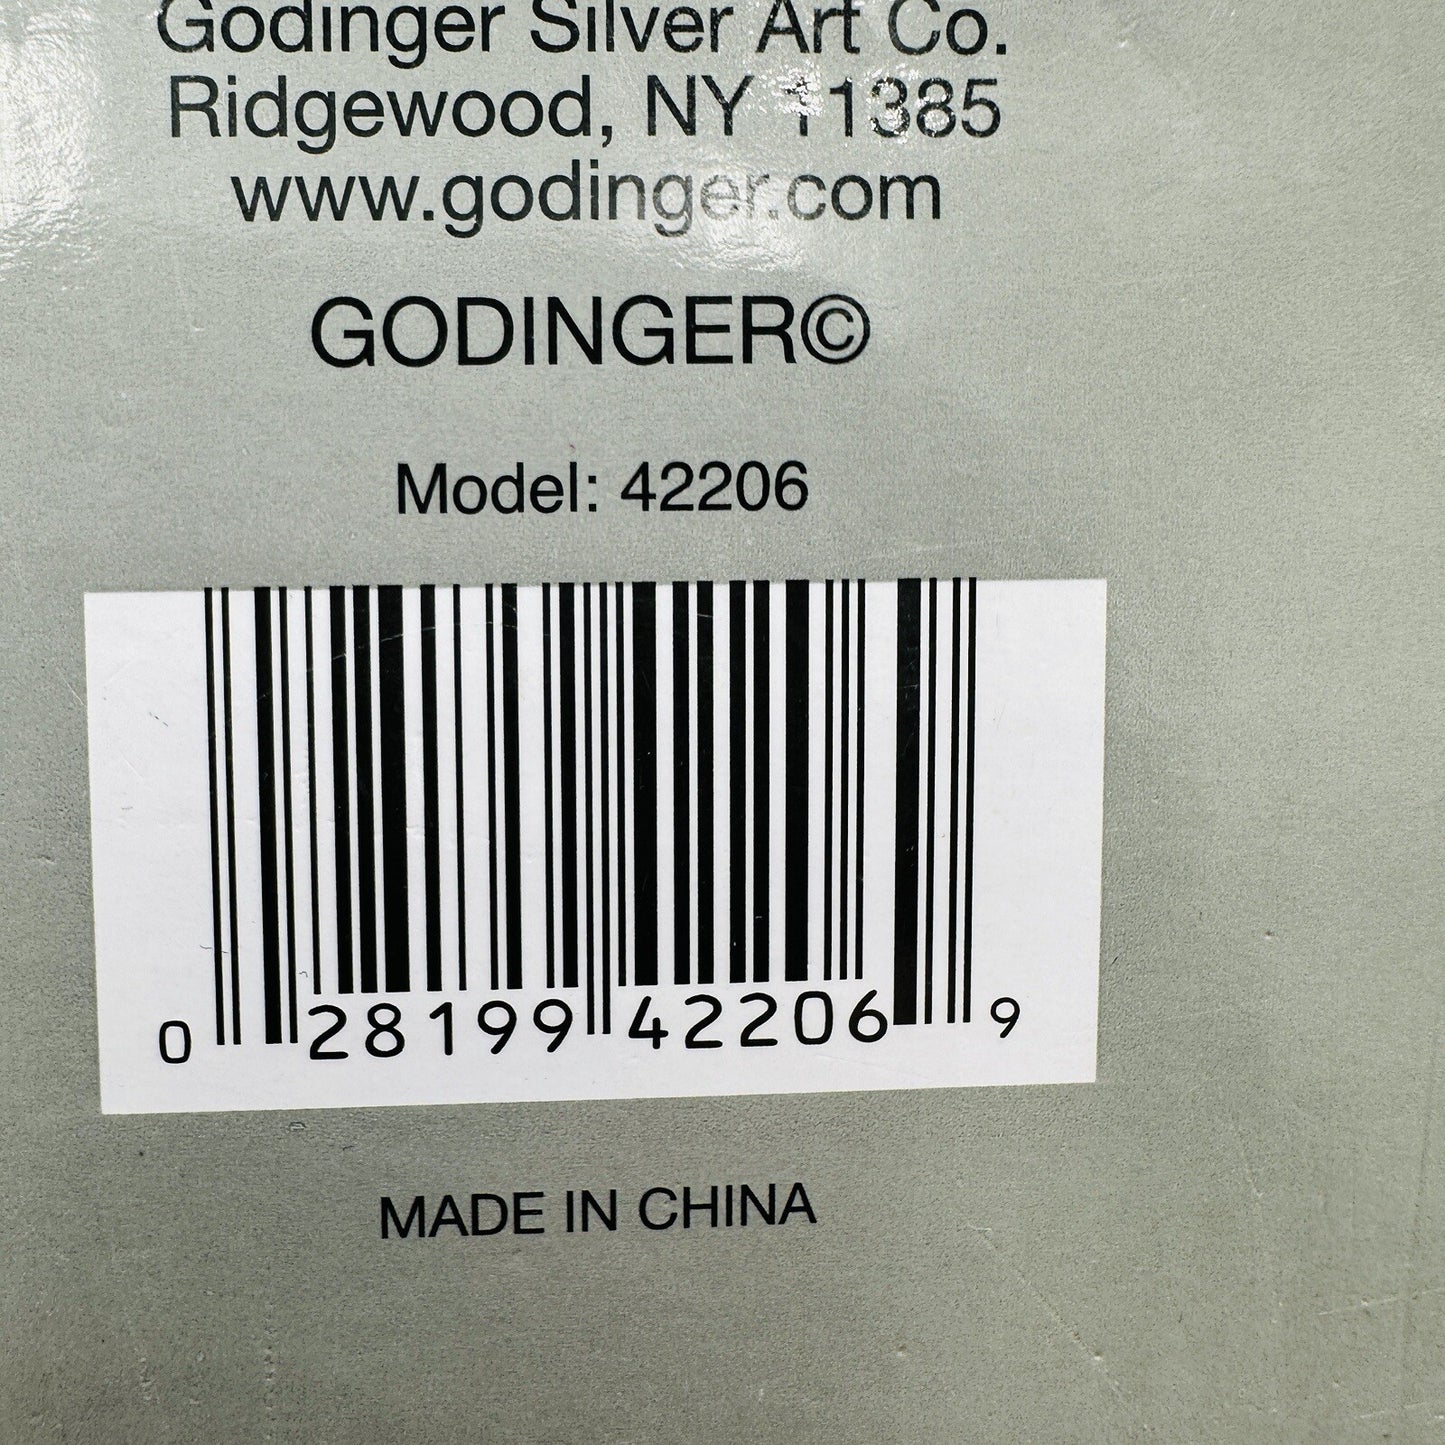 Godinger Silver Art Co.
Ridgewood, NY 11385
www.godinger.com
GODINGER©
Model: 42206
0 28199 42206 9
MADE IN CHINA